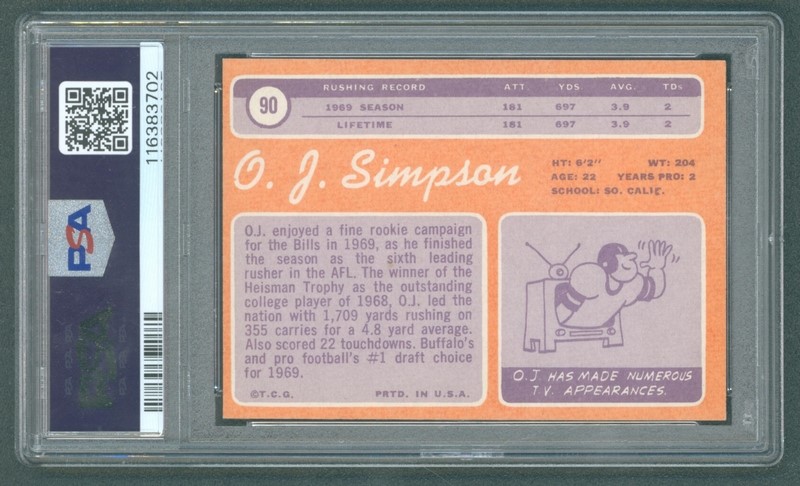 116383702
PSA
90
RUSHING RECORD ATT. YDS. AVG. TDs
1969 SEASON 181 697 3.9 2
LIFETIME 181 697 3.9 2
O. J. Simpson
HT: 6'2" WT: 204
AGE: 22 YEARS PRO: 2
SCHOOL: SO. CALIF.
O.J. enjoyed a fine rookie campaign
for the Bills in 1969, as he finished
the season as the sixth leading
rusher in the AFL. The winner of the
Heisman Trophy as the outstanding
college player of 1968, O.J. led the
nation with 1,709 yards rushing on
355 carries for a 4.8 yard average.
Also scored 22 touchdowns. Buffalo's
and pro football's #1 draft choice
for 1969.
©T.C.G. PRTD. IN U.S.A.
O.J. HAS MADE NUMEROUS
T.V. APPEARANCES.